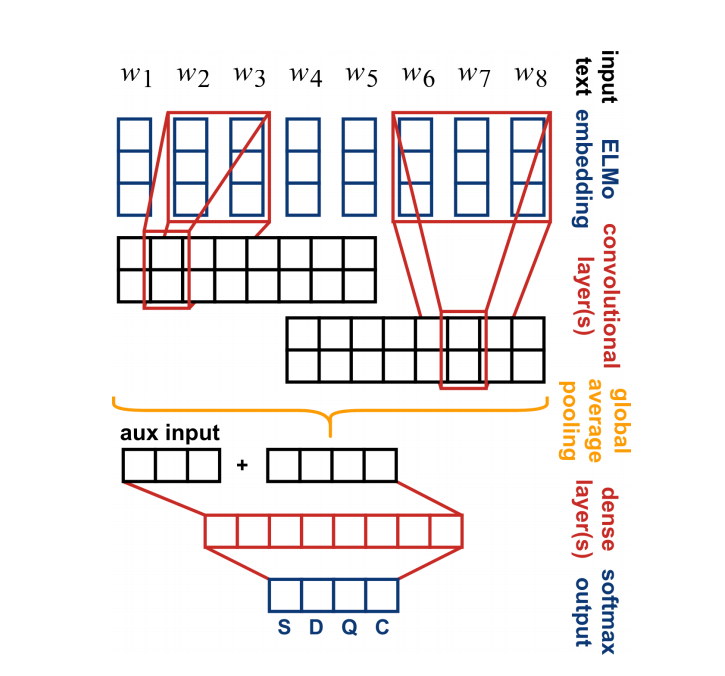 w1 w2 w3 w4 w5 w6 w7 w8
input
text
ELMo
embedding
convolutional
layer(s)
global
average
pooling
aux input
+
dense
layer(s)
softmax
output
S D Q C